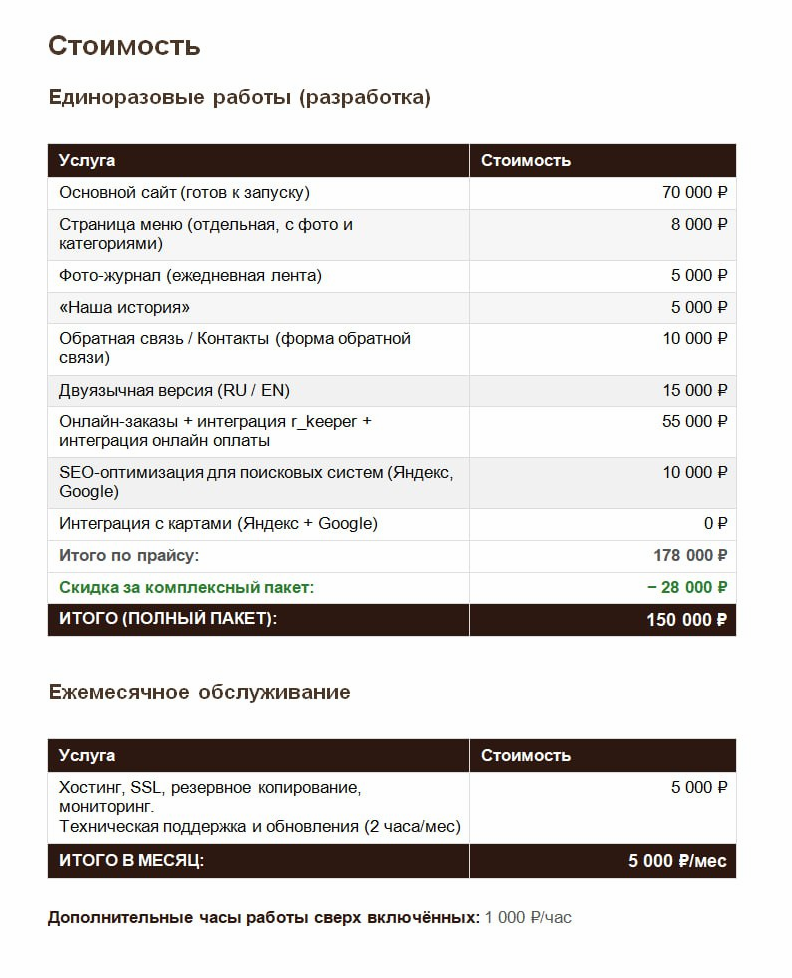 Стоимость
Единоразовые работы (разработка)
Услуга Стоимость
Основной сайт (готов к запуску) 70 000 ₽
Страница меню (отдельная, с фото и 8 000 ₽
категориями)
Фото-журнал (ежедневная лента) 5 000 ₽
«Наша история» 5 000 ₽
Обратная связь / Контакты (форма обратной 10 000 ₽
связи)
Двуязычная версия (RU / EN) 15 000 ₽
Онлайн-заказы + интеграция r_keeper + 55 000 ₽
интеграция онлайн оплаты
SEO-оптимизация для поисковых систем (Яндекс, 10 000 ₽
Google)
Интеграция с картами (Яндекс + Google) 0 ₽
Итого по прайсу: 178 000 ₽
Скидка за комплексный пакет: − 28 000 ₽
ИТОГО (ПОЛНЫЙ ПАКЕТ): 150 000 ₽
Ежемесячное обслуживание
Услуга Стоимость
Хостинг, SSL, резервное копирование, 5 000 ₽
мониторинг.
Техническая поддержка и обновления (2 часа/мес)
ИТОГО В МЕСЯЦ: 5 000 ₽/мес
Дополнительные часы работы сверх включённых: 1 000 ₽/час